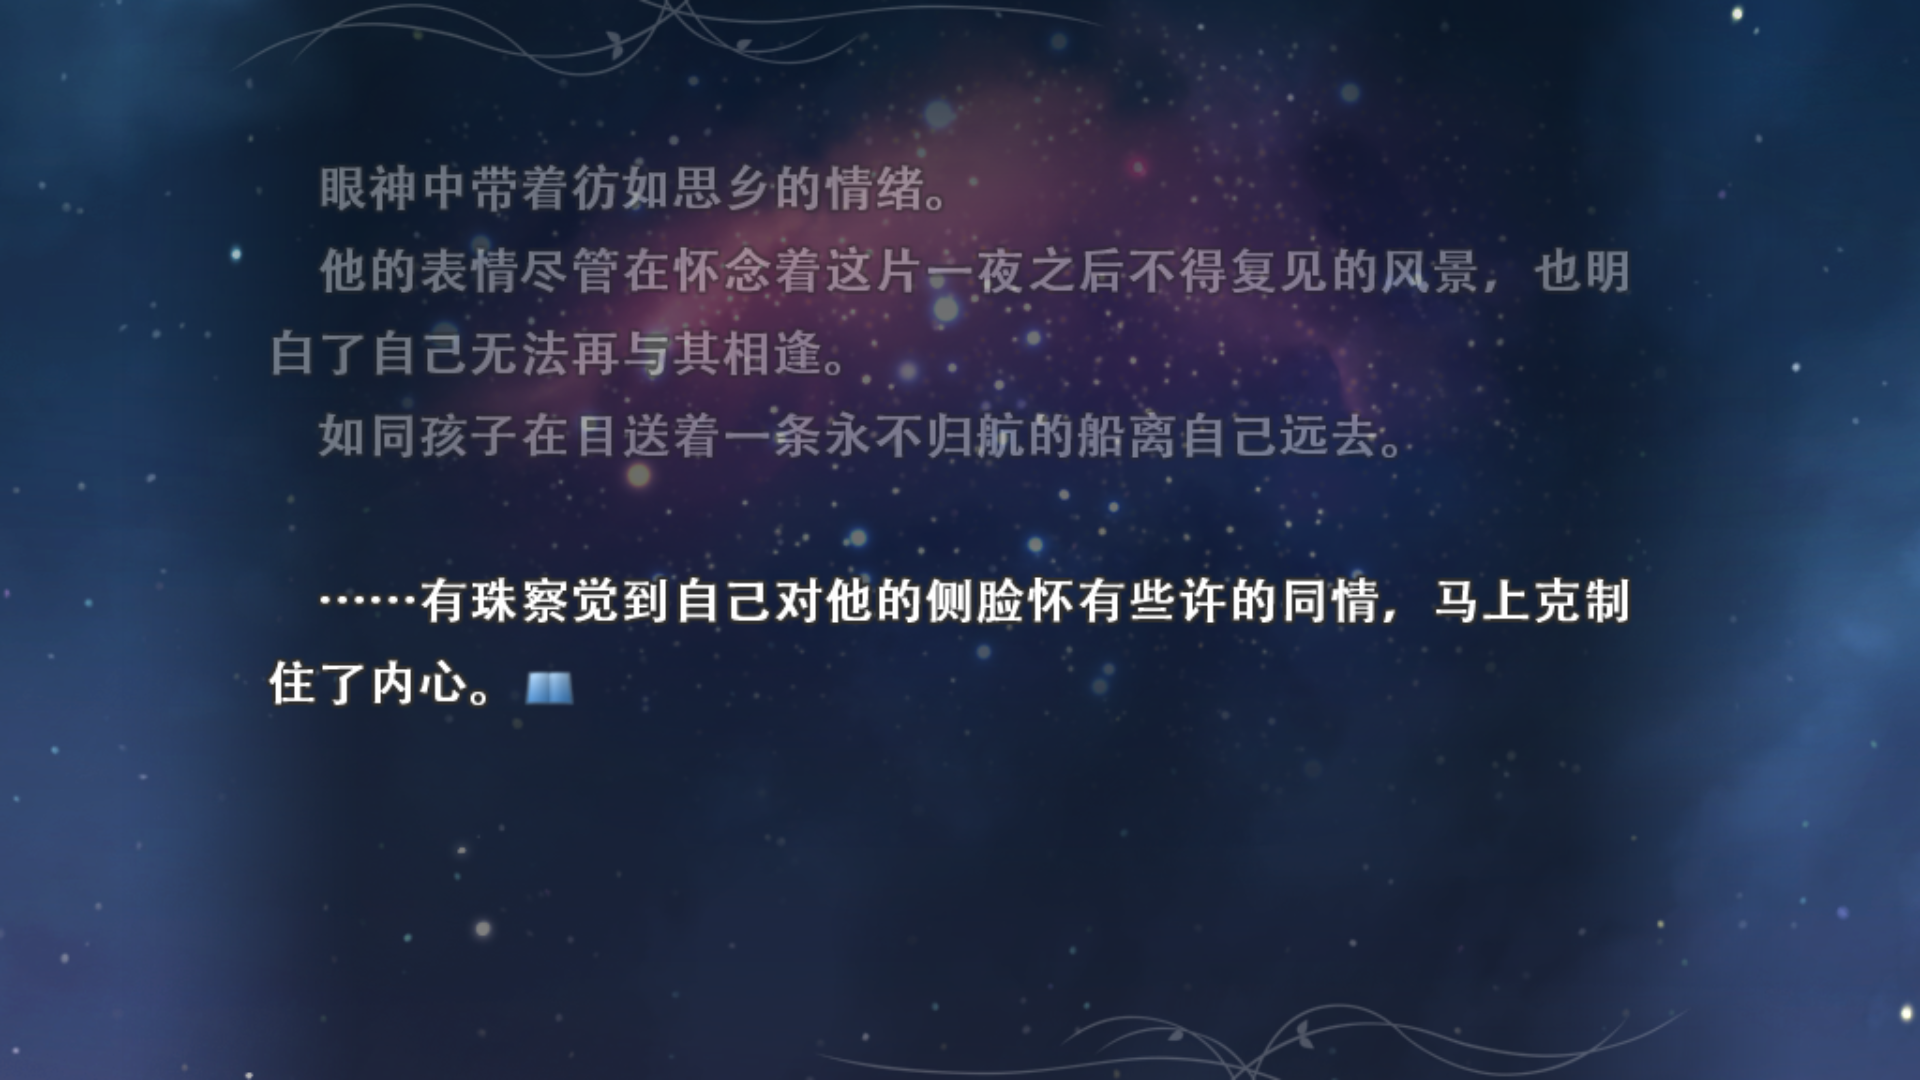 眼神中带着彷如思乡的情绪。
他的表情尽管在怀念着这片一夜之后不得复见的风景，也明
白了自己无法再与其相逢。
如同孩子在目送着一条永不归航的船离自己远去。
……有珠察觉到自己对他的侧脸怀有些许的同情，马上克制
住了内心。